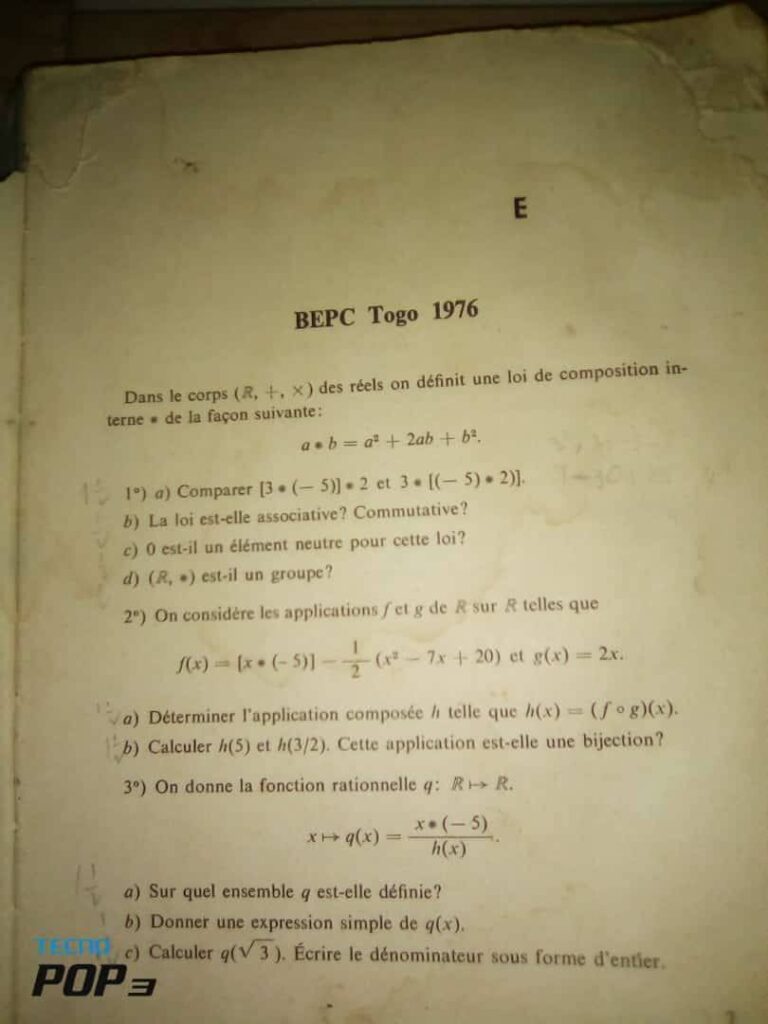 E
BEPC Togo 1976
Dans le corps (ℝ, +, ×) des réels on définit une loi de composition in-
terne * de la façon suivante:
a * b = a² + 2ab + b².
1°) a) Comparer [3 * (− 5)] * 2 et 3 * [(− 5) * 2)].
b) La loi est-elle associative? Commutative?
c) 0 est-il un élément neutre pour cette loi?
d) (ℝ, *) est-il un groupe?
2°) On considère les applications f et g de ℝ sur ℝ telles que
f(x) = [x * (− 5)] − 1/2 (x² − 7x + 20) et g(x) = 2x.
a) Déterminer l'application composée h telle que h(x) = (f ∘ g)(x).
b) Calculer h(5) et h(3/2). Cette application est-elle une bijection?
3°) On donne la fonction rationnelle q: ℝ ↦ ℝ.
x ↦ q(x) = x * (− 5) / h(x).
a) Sur quel ensemble q est-elle définie?
b) Donner une expression simple de q(x).
c) Calculer q(√3). Écrire le dénominateur sous forme d'entier.
TECNO
POP 3